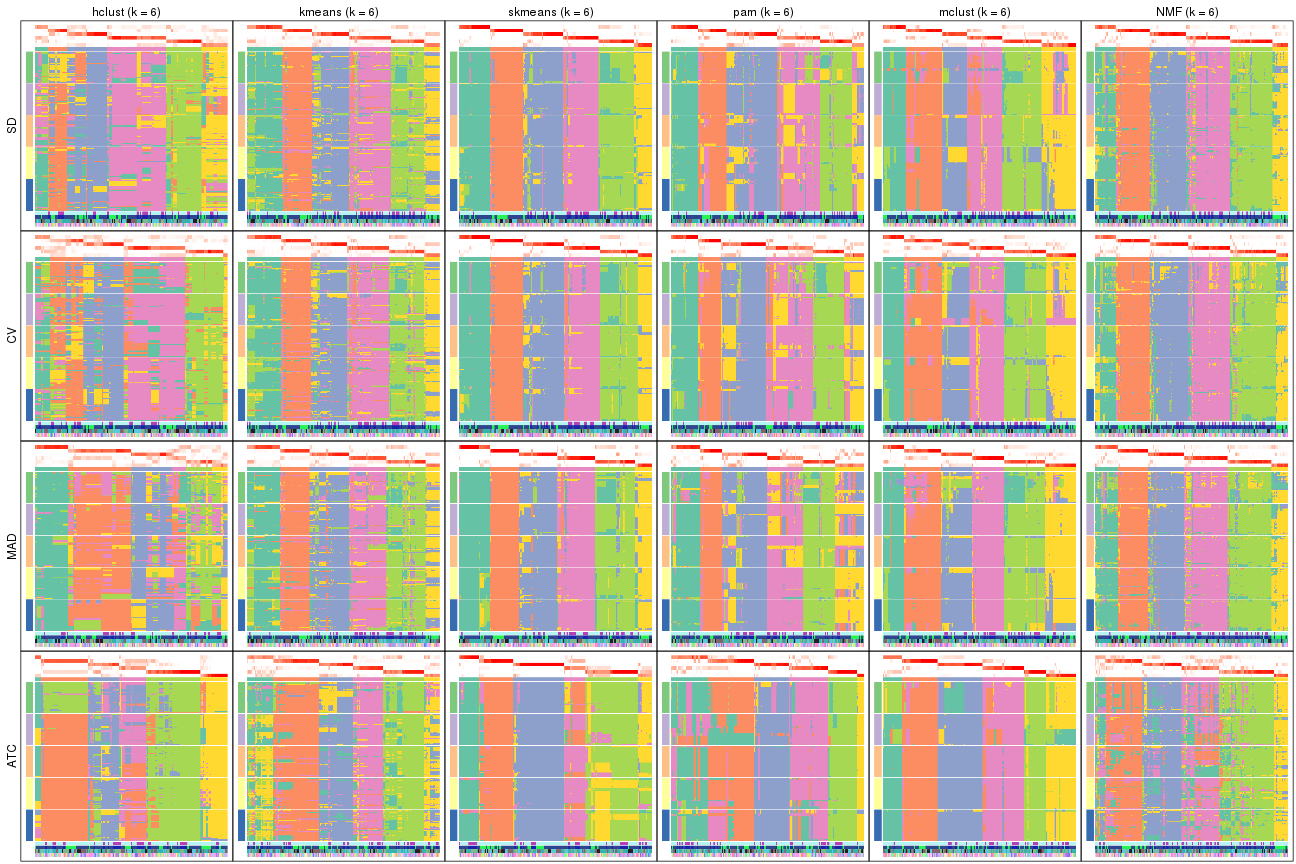 hclust (k = 6) kmeans (k = 6) skmeans (k = 6) pam (k = 6) mclust (k = 6) NMF (k = 6)
SD
CV
MAD
ATC